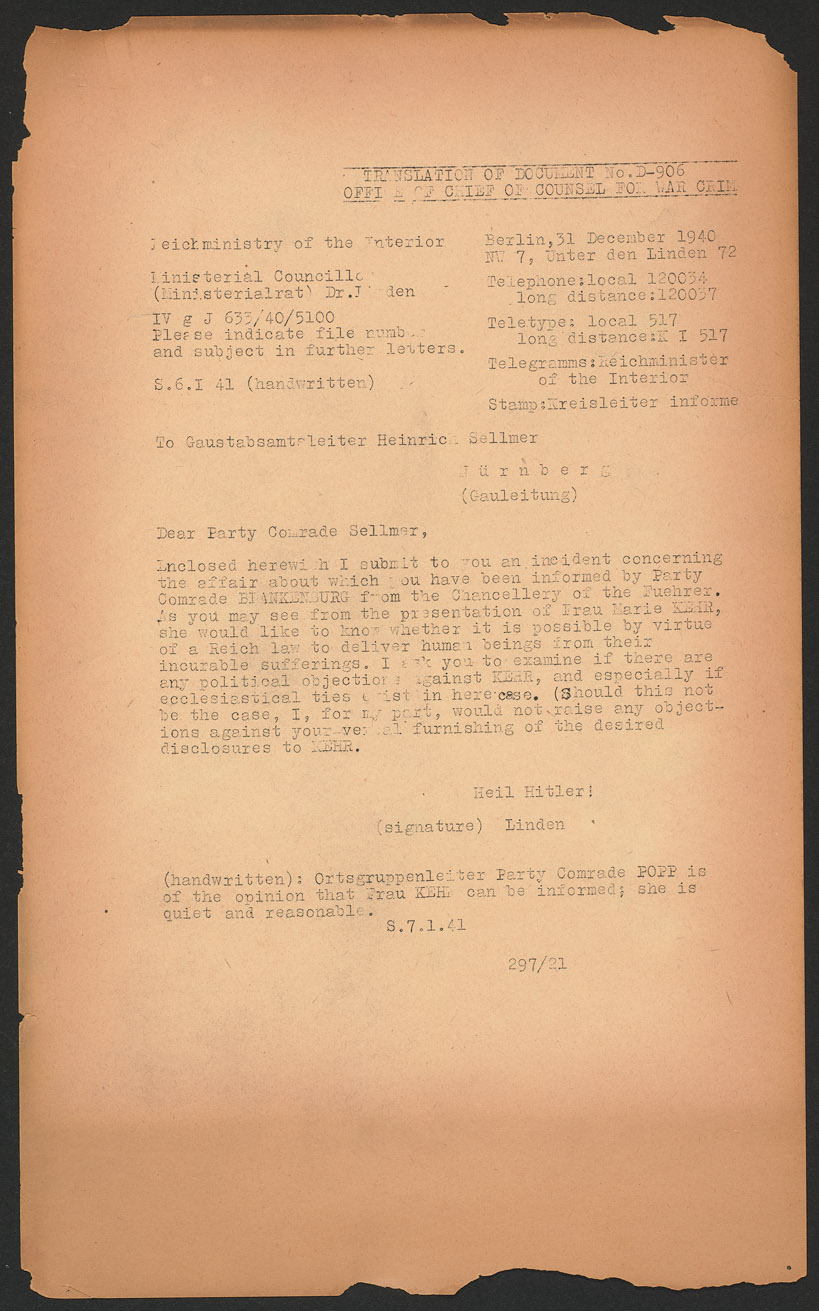 TRANSLATION OF DOCUMENT No.D-906
OFFICE OF CHIEF OF COUNSEL FOR WAR CRIM
Reichministry of the Interior
Ministerial Councillo
(Ministerialrat) Dr.Linden
IV g J 633/40/5100
Please indicate file number
and subject in further letters.
S.6.I 41 (handwritten)
Berlin,31 December 1940
NW 7, Unter den Linden 72
Telephone:local 120034
long distance:120037
Teletype: local 517
long distance:K I 517
Telegramms:Reichminister
of the Interior
Stamp:Kreisleiter informe
To Gaustabsamtsleiter Heinrich Sellmer
Nürnberg
(Gauleitung)
Dear Party Comrade Sellmer,
Enclosed herewith I submit to you an incident concerning
the affair about which you have been informed by Party
Comrade BLANKENBURG from the Chancellery of the Fuehrer.
As you may see from the presentation of Frau Marie KEHR,
she would like to know whether it is possible by virtue
of a Reich law to deliver human beings from their
incurable sufferings. I ask you to examine if there are
any political objections against KEHR, and especially if
ecclesiastical ties exist in here case. (Should this not
be the case, I, for my part, would not raise any object-
ions against your verbal furnishing of the desired
disclosures to KEHR.
Heil Hitler!
(signature) Linden
(handwritten): Ortsgruppenleiter Party Comrade POPP is
of the opinion that Frau KEHR can be informed; she is
quiet and reasonable.
S.7.1.41
297/21